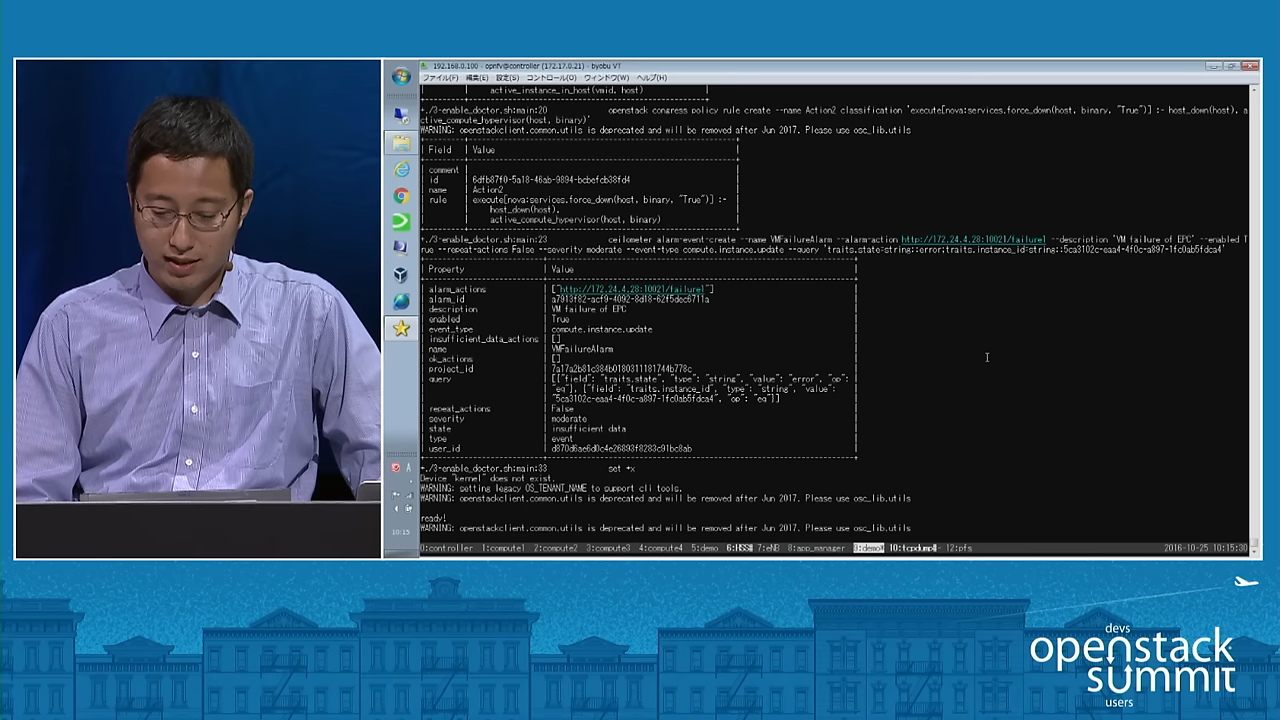 192.168.0.100 - opnfv@controller (172.17.0.21) - byobu VT
ファイル(F) 編集(E) 設定(S) コントロール(O) ウィンドウ(W) ヘルプ(H)
| | active_instance_in_host(vmid, host) |
+./3-enable_doctor.sh:main:20 openstack congress policy rule create --name Action2 classification 'execute[nova:services.force_down(host, binary, "True")] :- host_down(host), a
ctive_compute_hypervisor(host, binary)'
WARNING: openstackclient.common.utils is deprecated and will be removed after Jun 2017. Please use osc_lib.utils
| Field | Value |
| comment | |
| id | 6dfb87f0-5a18-46ab-9894-bcbefcb38fd4 |
| name | Action2 |
| rule | execute[nova:services.force_down(host, binary, "True")] :- |
| | host_down(host), |
| | active_compute_hypervisor(host, binary) |
+./3-enable_doctor.sh:main:23 ceilometer alarm-event-create --name VMFailureAlarm --alarm-action http://172.24.4.28:10021/failure1 --description 'VM failure of EPC' --enabled T
rue --repeat-actions False --severity moderate --event-type compute.instance.update --query 'traits.state=string::error;traits.instance_id=string::5ca3102c-eaa4-4f0c-a897-1fc0ab5fdca4'
| Property | Value |
| alarm_actions | ["http://172.24.4.28:10021/failure1"] |
| alarm_id | a7913f82-acf9-4092-8d18-62f5dec6711a |
| description | VM failure of EPC |
| enabled | True |
| event_type | compute.instance.update |
| insufficient_data_actions | [] |
| name | VMFailureAlarm |
| ok_actions | [] |
| project_id | 7a17a2b81c384b0180311181744b778c |
| query | [{"field": "traits.state", "type": "string", "value": "error", "op": |
| | "eq"}, {"field": "traits.instance_id", "type": "string", "value": |
| | "5ca3102c-eaa4-4f0c-a897-1fc0ab5fdca4", "op": "eq"}] |
| repeat_actions | False |
| severity | moderate |
| state | insufficient data |
| type | event |
| user_id | d870d6ae6d0c4e26893f8283c91bc8ab |
+./3-enable_doctor.sh:main:33 set +x
Device "kernel" does not exist.
WARNING: setting legacy OS_TENANT_NAME to support cli tools.
WARNING: openstackclient.common.utils is deprecated and will be removed after Jun 2017. Please use osc_lib.utils
ready!
WARNING: openstackclient.common.utils is deprecated and will be removed after Jun 2017. Please use osc_lib.utils
0:controller 1:compute1 2:compute2 3:compute3 4:compute4 5:demo 6:HSS 7:eNB 8:app_manager 9:demo* 10:tcpdump 12:pfs 2016-10-25 10:15:30
10:15
devs
openstack
summit
users